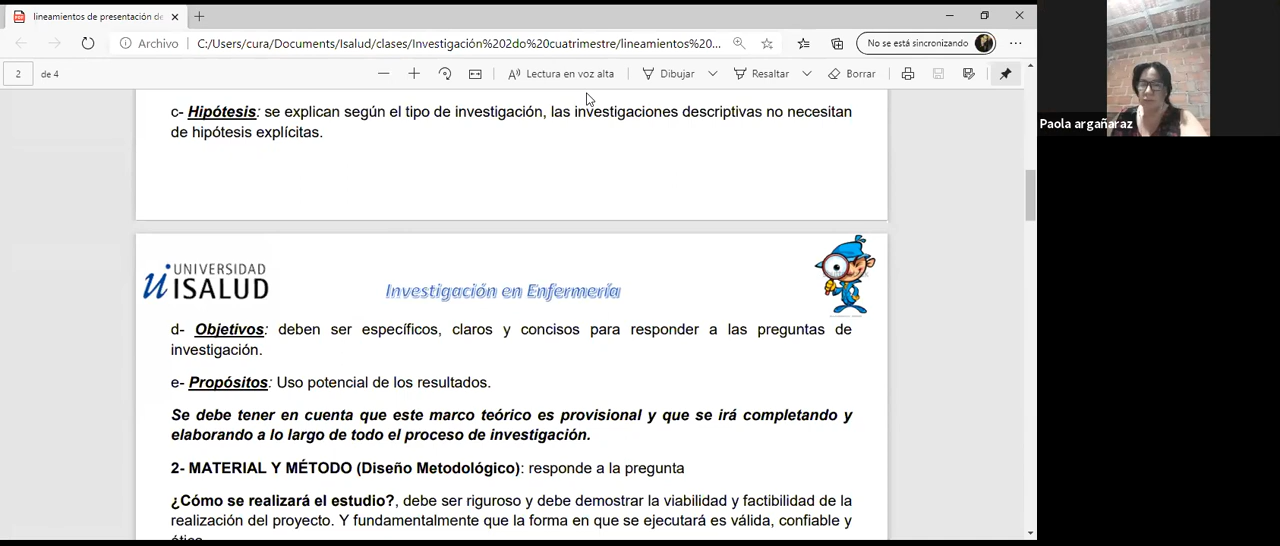 lineamientos de presentación de
Archivo C:/Users/cura/Documents/Isalud/clases/Investigación%202do%20cuatrimestre/lineamientos%20... No se está sincronizando
2 de 4 Lectura en voz alta Dibujar Resaltar Borrar
Paola argañaraz
c- Hipótesis: se explican según el tipo de investigación, las investigaciones descriptivas no necesitan
de hipótesis explícitas.
UNIVERSIDAD
ISALUD
Investigación en Enfermería
d- Objetivos: deben ser específicos, claros y concisos para responder a las preguntas de
investigación.
e- Propósitos: Uso potencial de los resultados.
Se debe tener en cuenta que este marco teórico es provisional y que se irá completando y
elaborando a lo largo de todo el proceso de investigación.
2- MATERIAL Y MÉTODO (Diseño Metodológico): responde a la pregunta
¿Cómo se realizará el estudio?, debe ser riguroso y debe demostrar la viabilidad y factibilidad de la
realización del proyecto. Y fundamentalmente que la forma en que se ejecutará es válida, confiable y